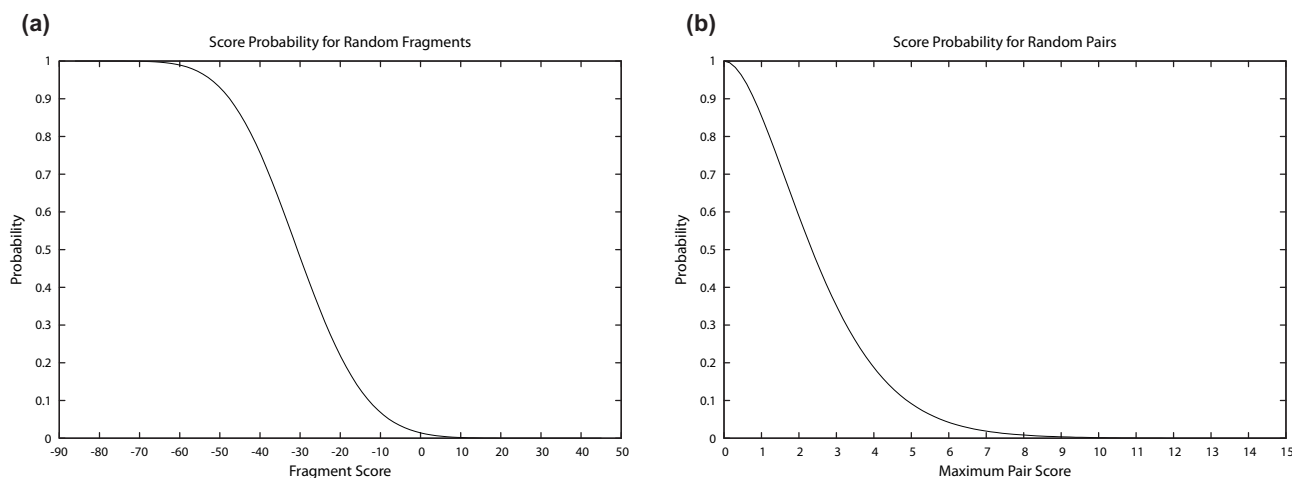 (a)
Score Probability for Random Fragments
1
0.9
0.8
0.7
0.6
0.5
0.4
0.3
0.2
0.1
0
Probability
-90 -80 -70 -60 -50 -40 -30 -20 -10 0 10 20 30 40 50
Fragment Score
(b)
Score Probability for Random Pairs
1
0.9
0.8
0.7
0.6
0.5
0.4
0.3
0.2
0.1
0
Probability
0 1 2 3 4 5 6 7 8 9 10 11 12 13 14 15
Maximum Pair Score